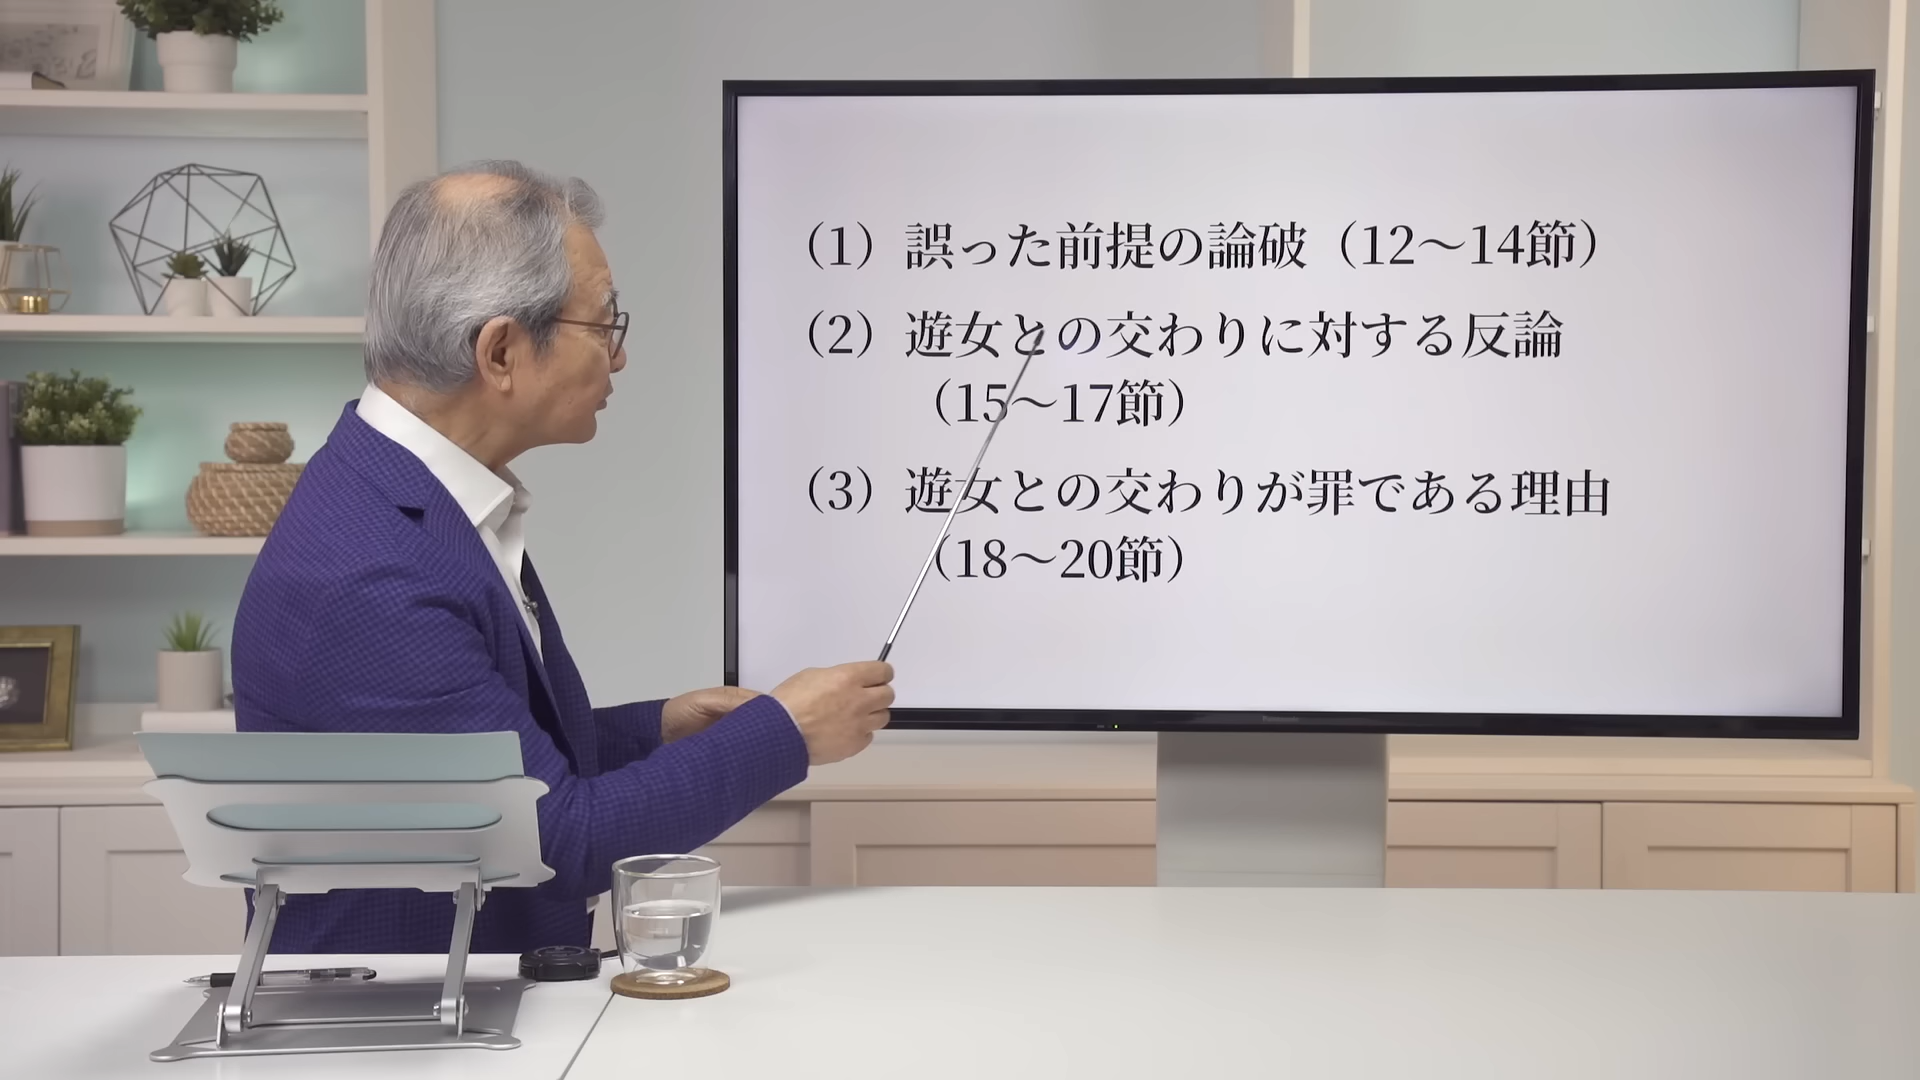 （1）誤った前提の論破（12～14節）
（2）遊女との交わりに対する反論
（15～17節）
（3）遊女との交わりが罪である理由
（18～20節）
Panasonic